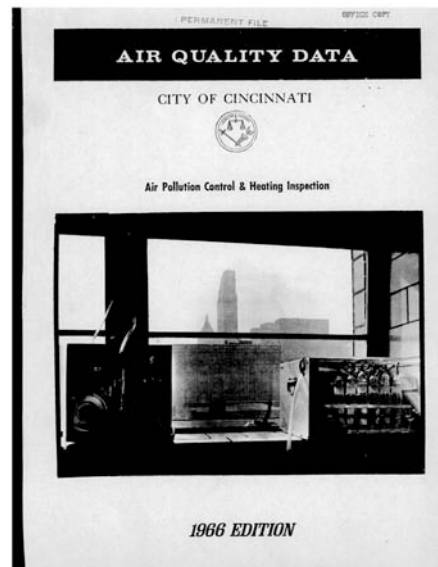 PERMANENT FILE
OFFICE COPY
AIR QUALITY DATA
CITY OF CINCINNATI
Air Pollution Control & Heating Inspection
1966 EDITION